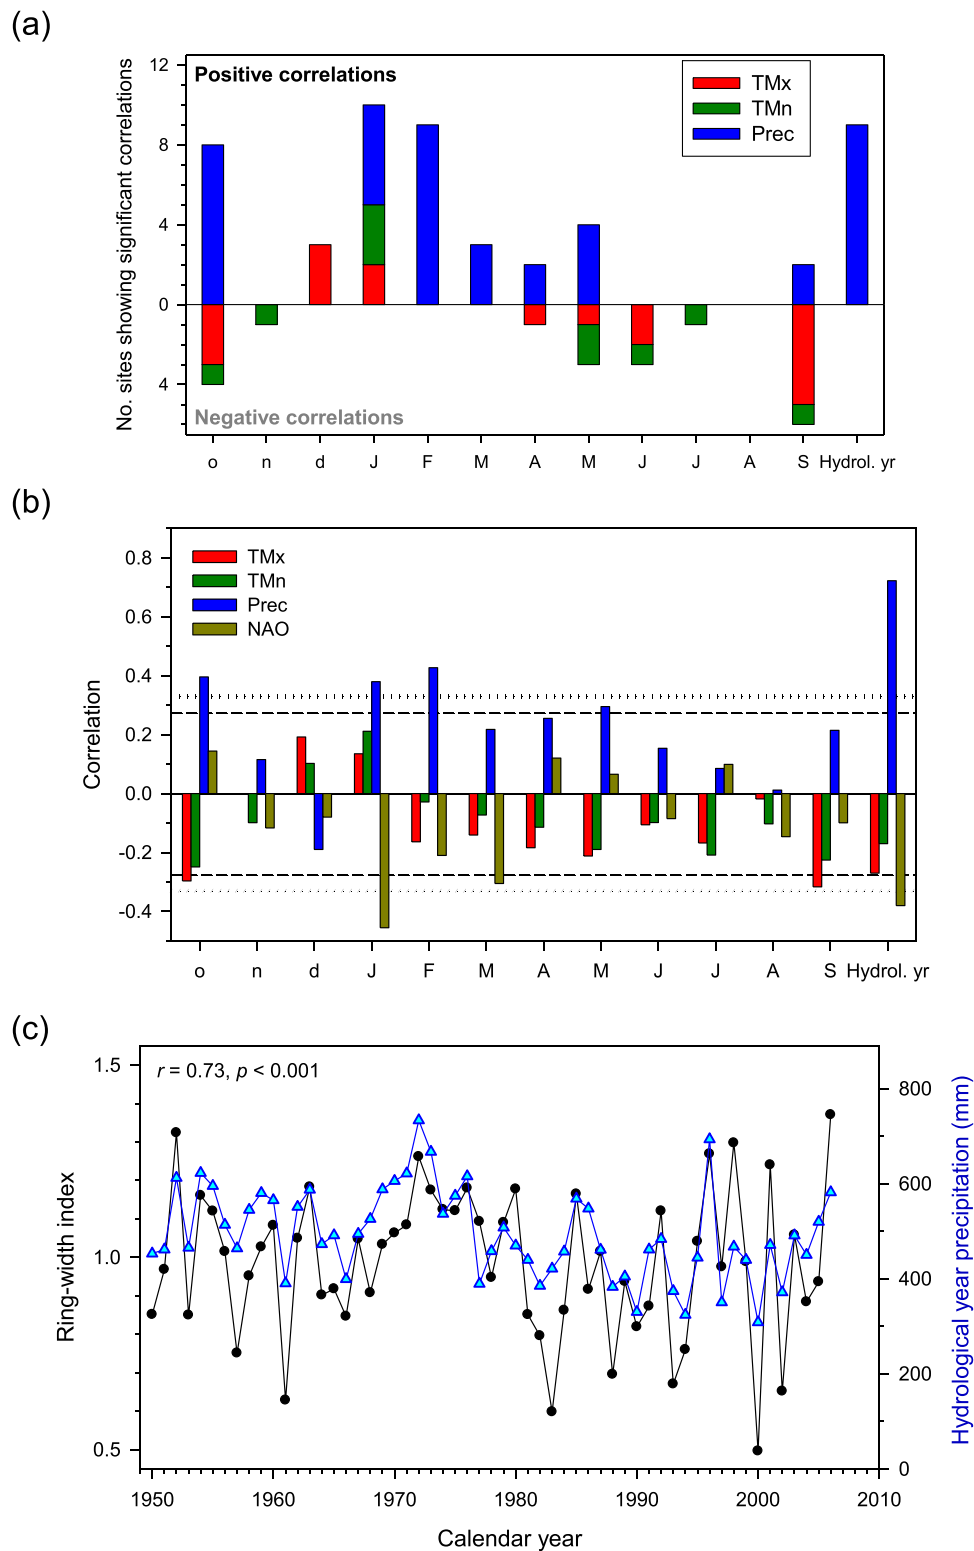 (a)
No. sites showing significant correlations
12
8
4
0
4
Positive correlations
Negative correlations
TMx
TMn
Prec
o n d J F M A M J J A S Hydrol. yr
(b)
Correlation
0.8
0.6
0.4
0.2
0.0
-0.2
-0.4
TMx
TMn
Prec
NAO
o n d J F M A M J J A S Hydrol. yr
(c)
Ring-width index
1.5
1.0
0.5
r = 0.73, p < 0.001
800
600
400
200
0
Hydrological year precipitation (mm)
1950 1960 1970 1980 1990 2000 2010
Calendar year